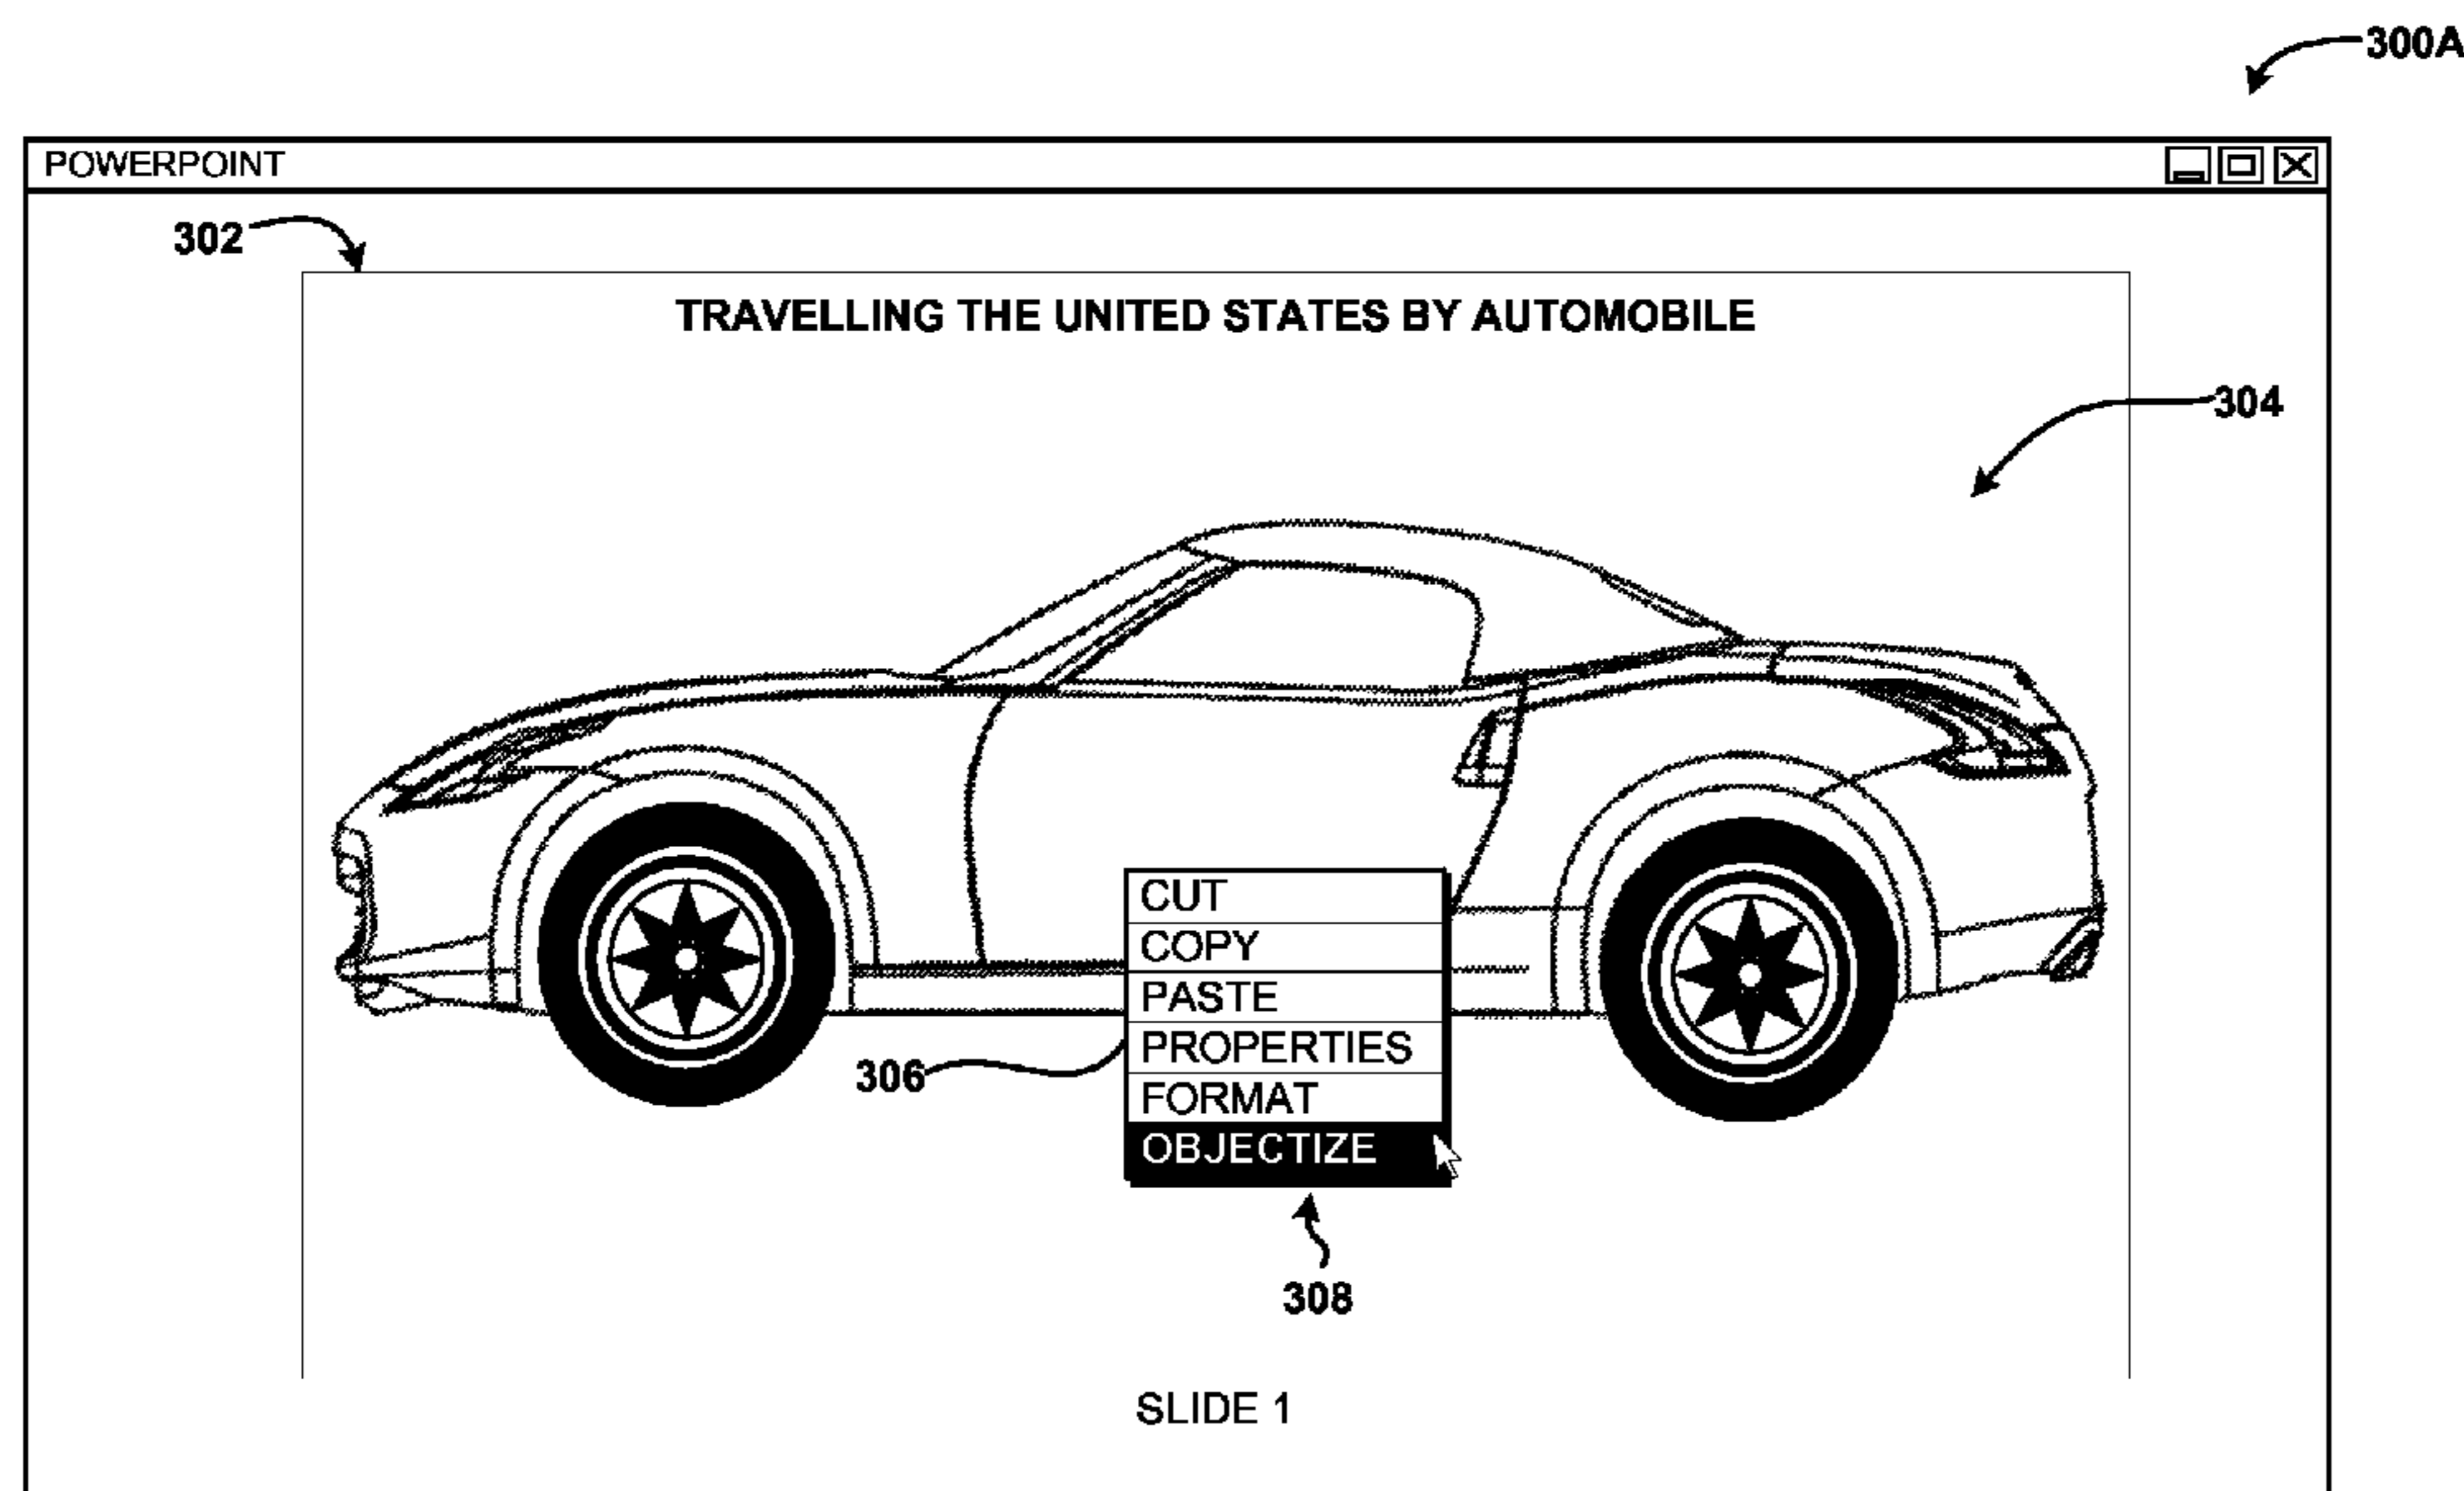 300A
POWERPOINT
302
TRAVELLING THE UNITED STATES BY AUTOMOBILE
304
CUT
COPY
PASTE
PROPERTIES
306
FORMAT
OBJECTIZE
308
SLIDE 1